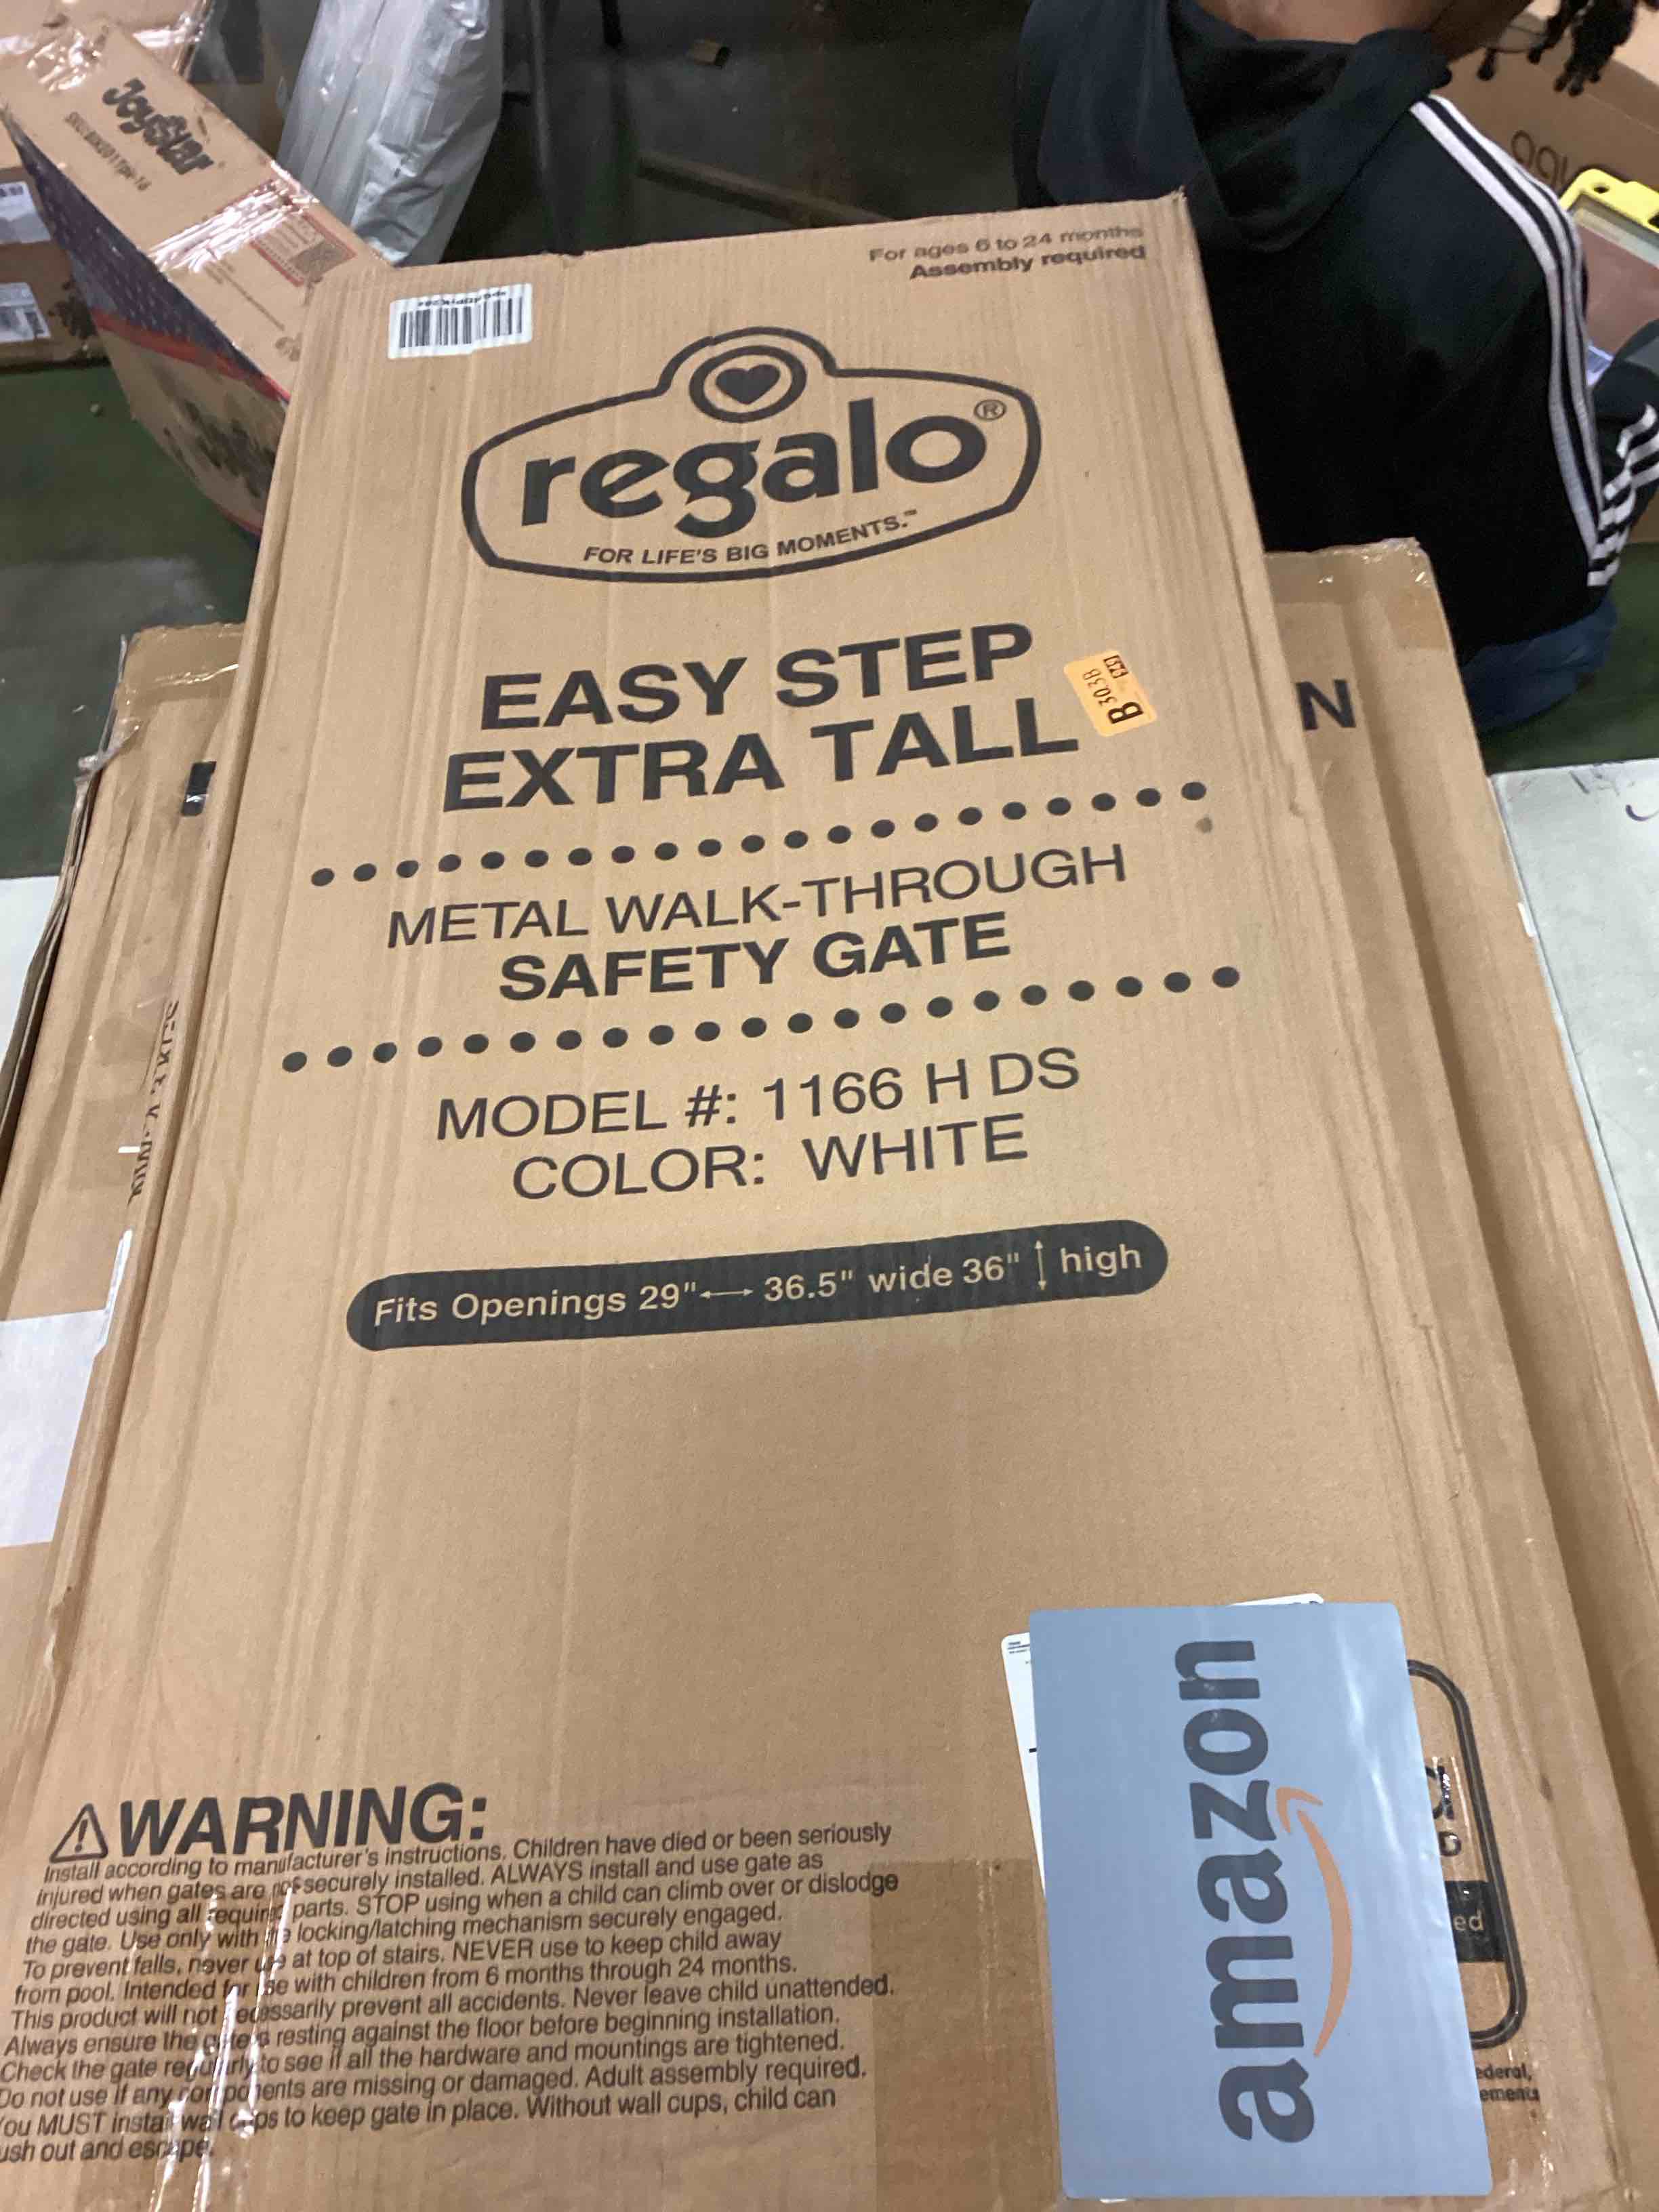 JoyStar
For ages 6 to 24 months
Assembly required
regalo®
FOR LIFE'S BIG MOMENTS.™
EASY STEP
EXTRA TALL
B 3038
METAL WALK-THROUGH
SAFETY GATE
MODEL #: 1166 H DS
COLOR: WHITE
Fits Openings 29" ⟷ 36.5" wide 36" ↕ high
N
⚠WARNING:
Install according to manufacturer's instructions. Children have died or been seriously
injured when gates are not securely installed. ALWAYS install and use gate as
directed using all required parts. STOP using when a child can climb over or dislodge
the gate. Use only with the locking/latching mechanism securely engaged.
To prevent falls, never use at top of stairs. NEVER use to keep child away
from pool. Intended for use with children from 6 months through 24 months.
This product will not necessarily prevent all accidents. Never leave child unattended.
Always ensure the gate is resting against the floor before beginning installation.
Check the gate regularly to see if all the hardware and mountings are tightened.
Do not use if any components are missing or damaged. Adult assembly required.
You MUST install wall cups to keep gate in place. Without wall cups, child can
ush out and escape.
amazon
D
ed
ederal,